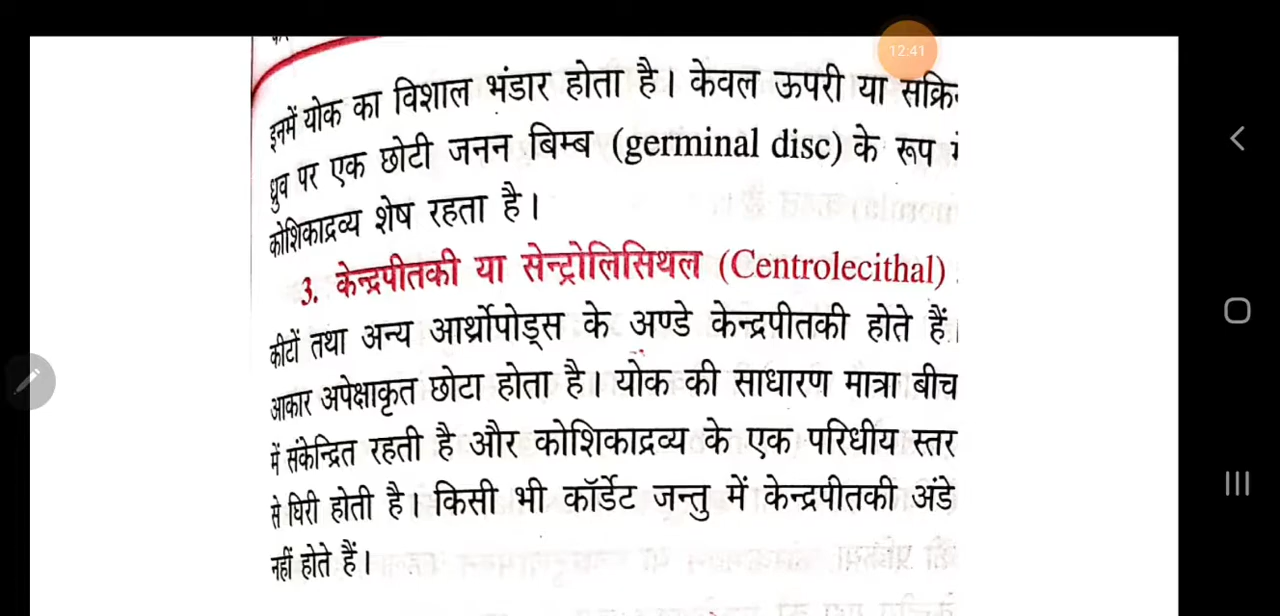 12:41
इनमें योक का विशाल भंडार होता है। केवल ऊपरी या
ध्रुव पर एक छोटी जनन बिम्ब (germinal disc) के रूप
कोशिकाद्रव्य शेष रहता है।
3. केन्द्रपीतकी या सेन्ट्रोलिसिथल (Centrolecithal)
कीटों तथा अन्य आर्थ्रोपोड्स के अण्डे केन्द्रपीतकी होते हैं।
आकार अपेक्षाकृत छोटा होता है। योक की साधारण मात्रा बीच
में संकेन्द्रित रहती है और कोशिकाद्रव्य के एक परिधीय स्तर
से घिरी होती है। किसी भी कॉर्डेट जन्तु में केन्द्रपीतकी अंडे
नहीं होते हैं।